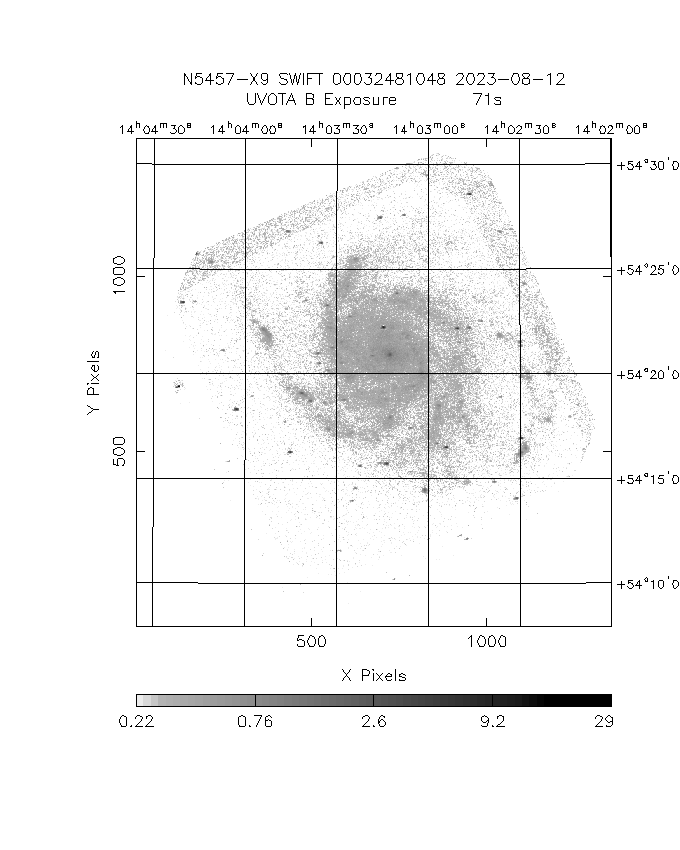 N5457-X9 SWIFT 00032481048 2023-08-12
UVOTA B Exposure 71s
14ʰ04ᵐ30ˢ 14ʰ04ᵐ00ˢ 14ʰ03ᵐ30ˢ 14ʰ03ᵐ00ˢ 14ʰ02ᵐ30ˢ 14ʰ02ᵐ00ˢ
+54°30'0
1000
+54°25'0
Y Pixels
+54°20'0
500
+54°15'0
+54°10'0
500 1000
X Pixels
0.22 0.76 2.6 9.2 29